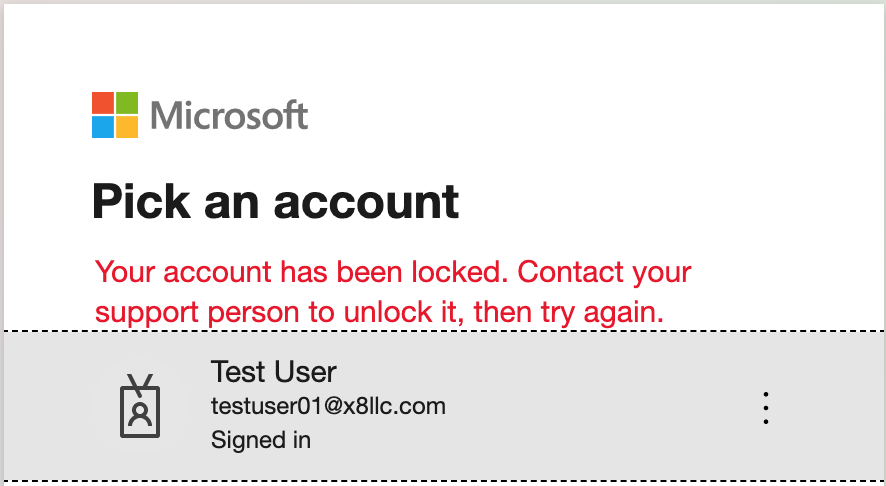 Microsoft
Pick an account
Your account has been locked. Contact your
support person to unlock it, then try again.
Test User
testuser01@x8llc.com
Signed in